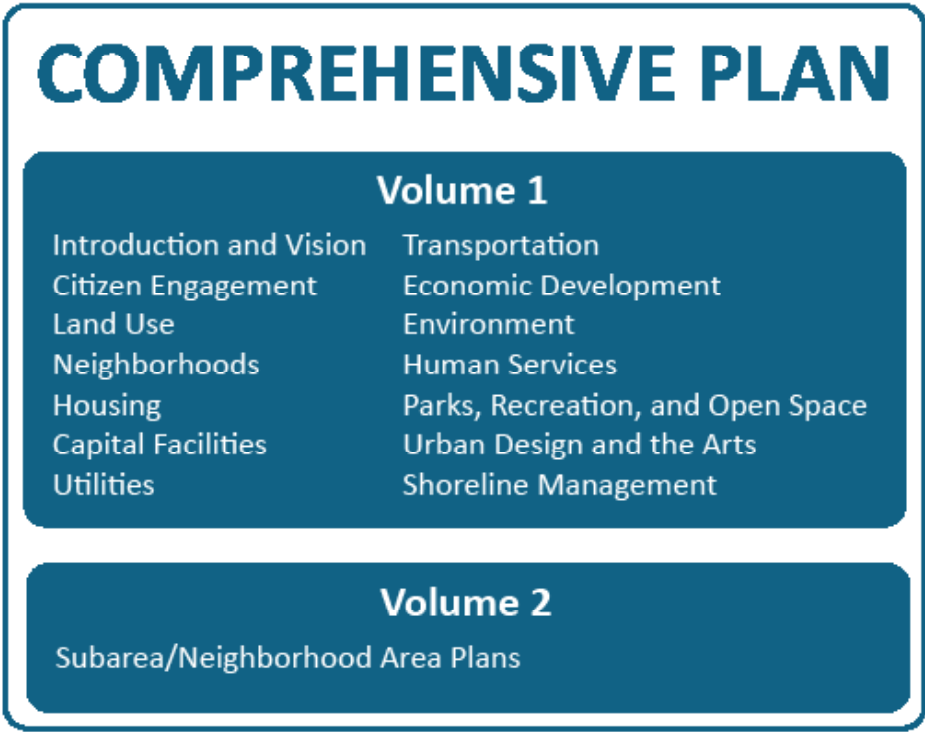 COMPREHENSIVE PLAN
Volume 1
Introduction and Vision
Citizen Engagement
Land Use
Neighborhoods
Housing
Capital Facilities
Utilities
Transportation
Economic Development
Environment
Human Services
Parks, Recreation, and Open Space
Urban Design and the Arts
Shoreline Management
Volume 2
Subarea/Neighborhood Area Plans